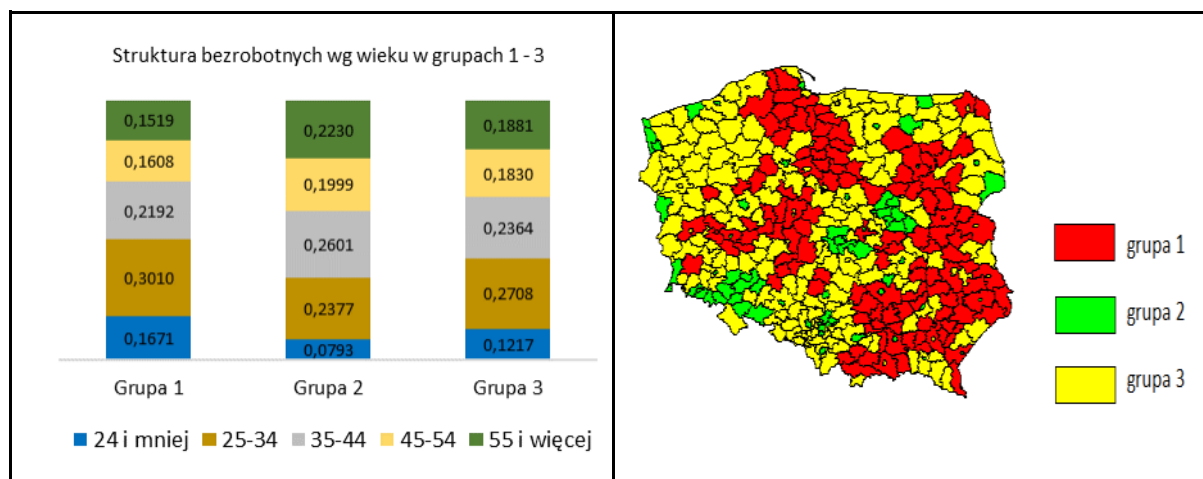 Struktura bezrobotnych wg wieku w grupach 1 - 3
0,1519
0,1608
0,2192
0,3010
0,1671
0,2230
0,1999
0,2601
0,2377
0,0793
0,1881
0,1830
0,2364
0,2708
0,1217
Grupa 1
Grupa 2
Grupa 3
24 i mniej
25-34
35-44
45-54
55 i więcej
grupa 1
grupa 2
grupa 3